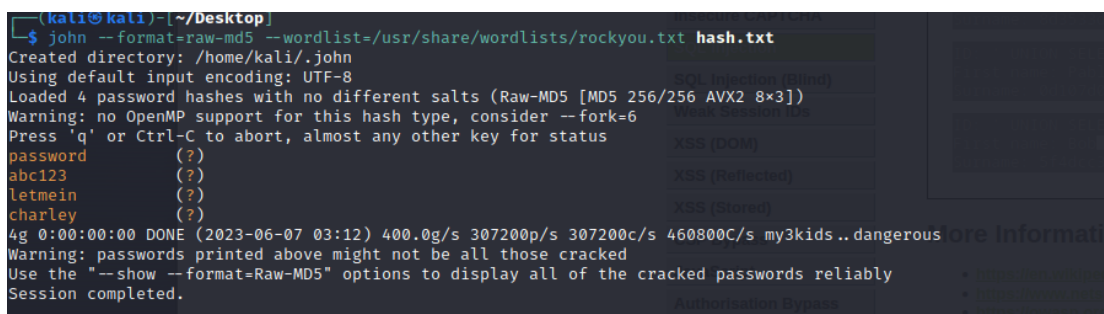 ┌──(kali㉿kali)-[~/Desktop]
└─$ john --format=raw-md5 --wordlist=/usr/share/wordlists/rockyou.txt hash.txt
Created directory: /home/kali/.john
Using default input encoding: UTF-8
Loaded 4 password hashes with no different salts (Raw-MD5 [MD5 256/256 AVX2 8×3])
Warning: no OpenMP support for this hash type, consider --fork=6
Press 'q' or Ctrl-C to abort, almost any other key for status
password (?)
abc123 (?)
letmein (?)
charley (?)
4g 0:00:00:00 DONE (2023-06-07 03:12) 400.0g/s 307200p/s 307200c/s 460800C/s my3kids..dangerous
Warning: passwords printed above might not be all those cracked
Use the "--show --format=Raw-MD5" options to display all of the cracked passwords reliably
Session completed.
Insecure CAPTCHA
SQL Injection (Blind)
Weak Session IDs
XSS (DOM)
XSS (Reflected)
XSS (Stored)
Authorisation Bypass
More Informati